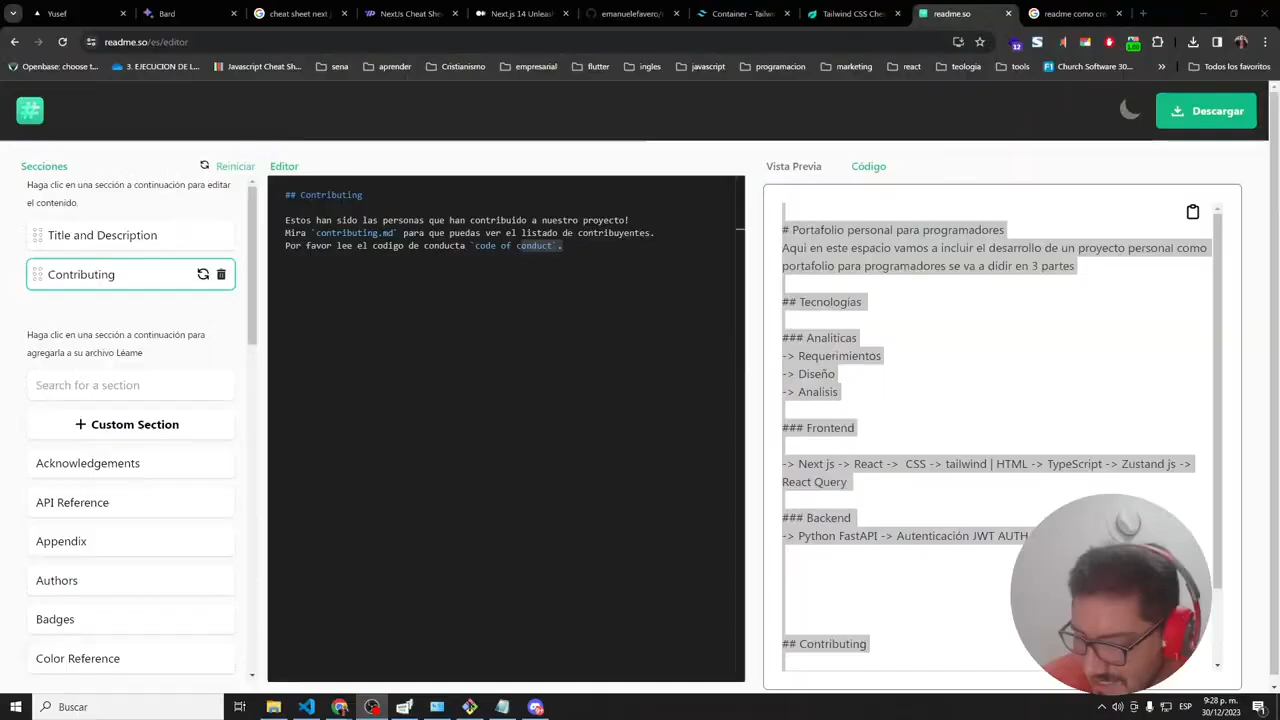 Yusef
Bard
cheat sheet next j
NextJs Cheat She
Next.js 14 Unleas
emanuelefavero/r
Container - Tailw
Tailwind CSS Che
readme.so
readme como cre
readme.so/es/editor
12
1.00
Openbase: choose t...
3. EJECUCION DE L...
Javascript Cheat Sh...
sena
aprender
Cristianismo
empresarial
flutter
ingles
javascript
programacion
marketing
react
teologia
tools
Church Software 30...
Todos los favoritos
Descargar
Secciones
Reiniciar
Editor
Vista Previa
Código
Haga clic en una sección a continuación para editar
el contenido.
Title and Description
Contributing
Haga clic en una sección a continuación para
agregarla a su archivo Léame
Search for a section
+ Custom Section
Acknowledgements
API Reference
Appendix
Authors
Badges
Color Reference
## Contributing
Estos han sido las personas que han contribuido a nuestro proyecto!
Mira `contributing.md` para que puedas ver el listado de contribuyentes.
Por favor lee el codigo de conducta `code of conduct`.
# Portafolio personal para programadores
Aqui en este espacio vamos a incluir el desarrollo de un proyecto personal como
portafolio para programadores se va a didir en 3 partes
## Tecnologías
### Analiticas
-> Requerimientos
-> Diseño
-> Analisis
### Frontend
-> Next js -> React -> CSS -> tailwind | HTML -> TypeScript -> Zustand js ->
React Query
### Backend
-> Python FastAPI -> Autenticación JWT AUTH
## Contributing
Buscar
ESP
9:28 p. m.
30/12/2023